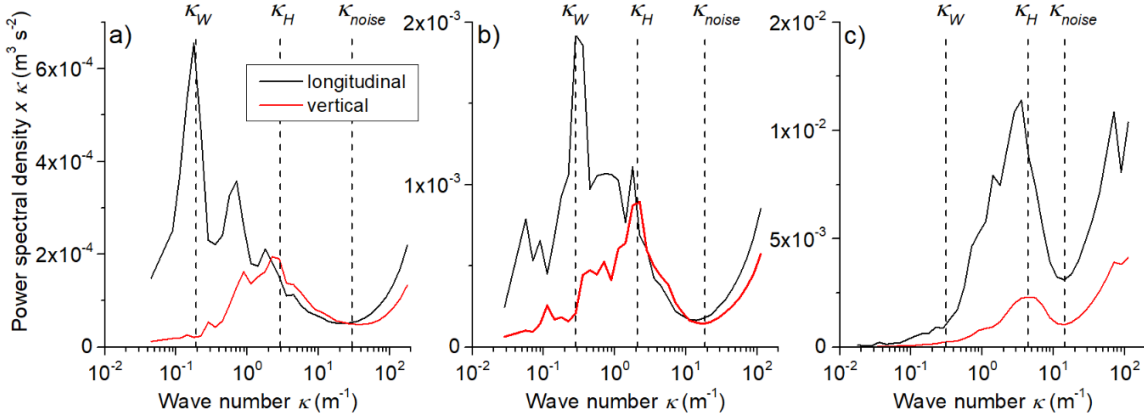 κW κH κnoise κW κH κnoise κW κH κnoise
a) b) c)
longitudinal
vertical
Power spectral density x κ (m³ s⁻²)
6x10⁻⁴
4x10⁻⁴
2x10⁻⁴
0
2x10⁻³
1x10⁻³
0
2x10⁻²
1x10⁻²
5x10⁻³
0
10⁻² 10⁻¹ 10⁰ 10¹ 10² 10⁻² 10⁻¹ 10⁰ 10¹ 10² 10⁻² 10⁻¹ 10⁰ 10¹ 10²
Wave number κ (m⁻¹) Wave number κ (m⁻¹) Wave number κ (m⁻¹)